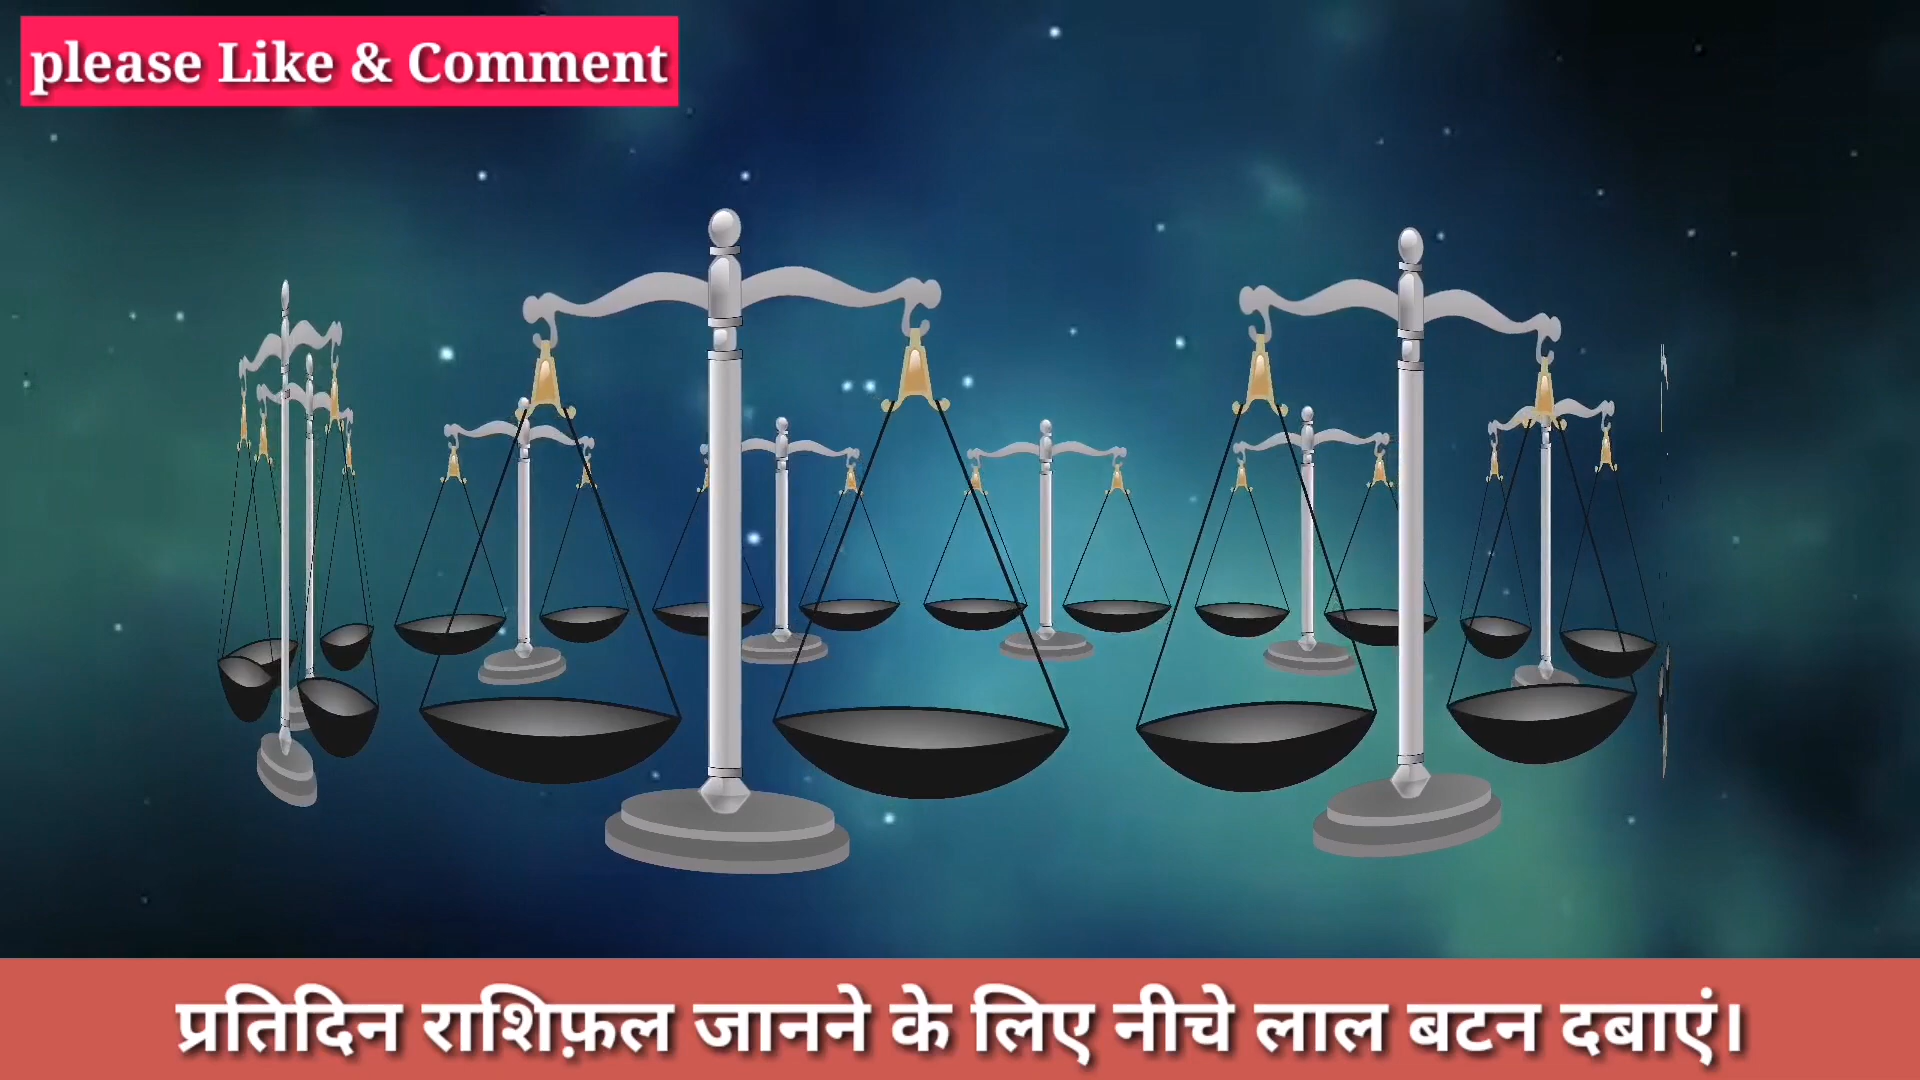 please Like & Comment
प्रतिदिन राशिफ़ल जानने के लिए नीचे लाल बटन दबाएं।